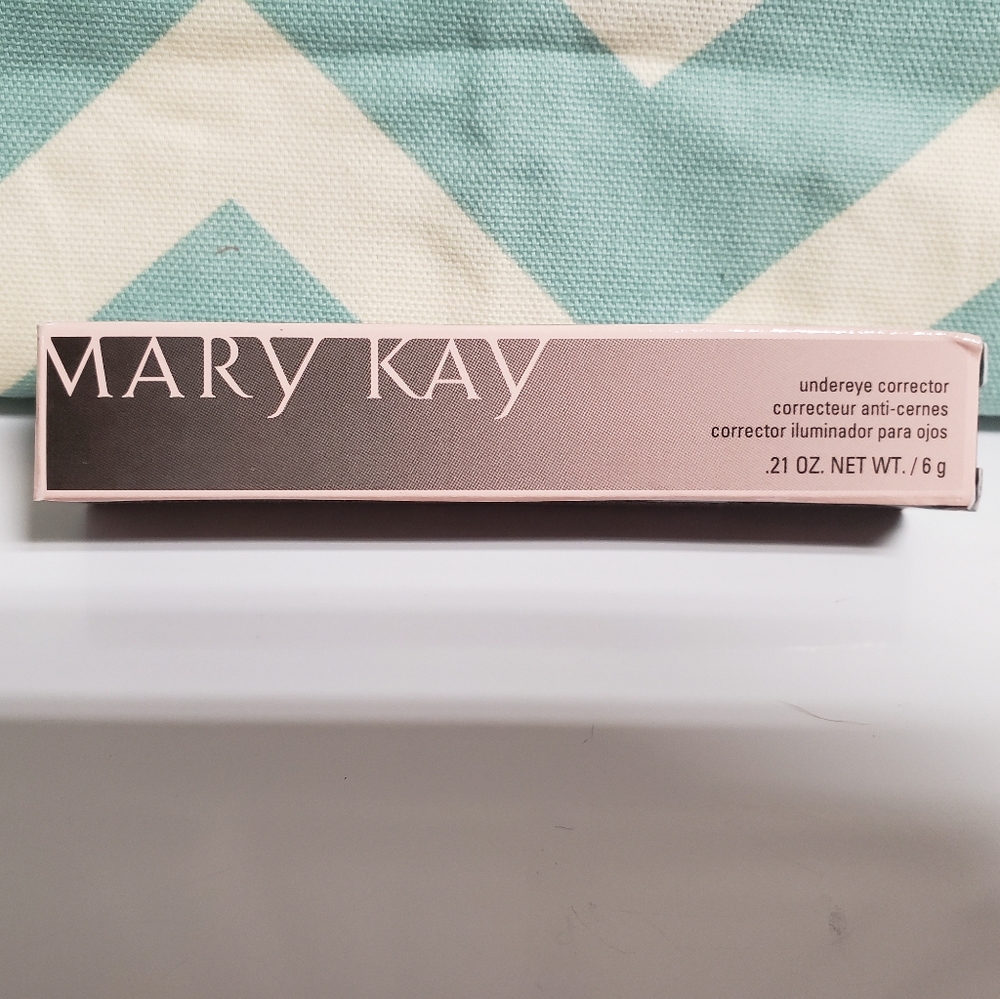 MARY KAY
undereye corrector
correcteur anti-cernes
corrector iluminador para ojos
.21 OZ. NET WT. / 6 g